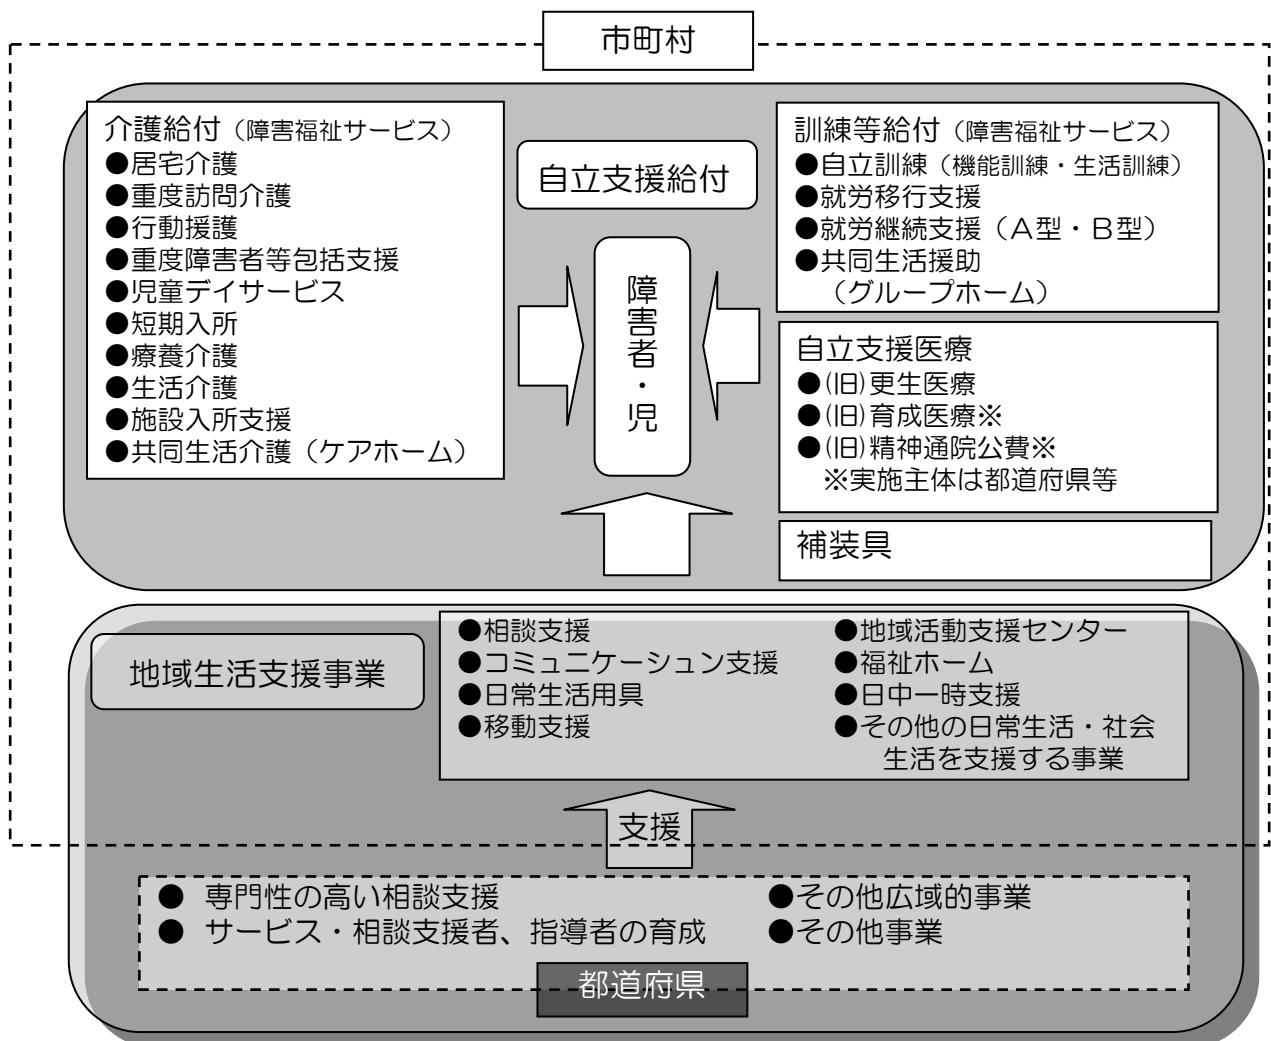 市町村
介護給付（障害福祉サービス）
●居宅介護
●重度訪問介護
●行動援護
●重度障害者等包括支援
●児童デイサービス
●短期入所
●療養介護
●生活介護
●施設入所支援
●共同生活介護（ケアホーム）
自立支援給付
障害者・児
訓練等給付（障害福祉サービス）
●自立訓練（機能訓練・生活訓練）
●就労移行支援
●就労継続支援（Ａ型・Ｂ型）
●共同生活援助
（グループホーム）
自立支援医療
●(旧)更生医療
●(旧)育成医療※
●(旧)精神通院公費※
※実施主体は都道府県等
補装具
地域生活支援事業
●相談支援
●コミュニケーション支援
●日常生活用具
●移動支援
●地域活動支援センター
●福祉ホーム
●日中一時支援
●その他の日常生活・社会
生活を支援する事業
支援
● 専門性の高い相談支援
● サービス・相談支援者、指導者の育成
●その他広域的事業
●その他事業
都道府県